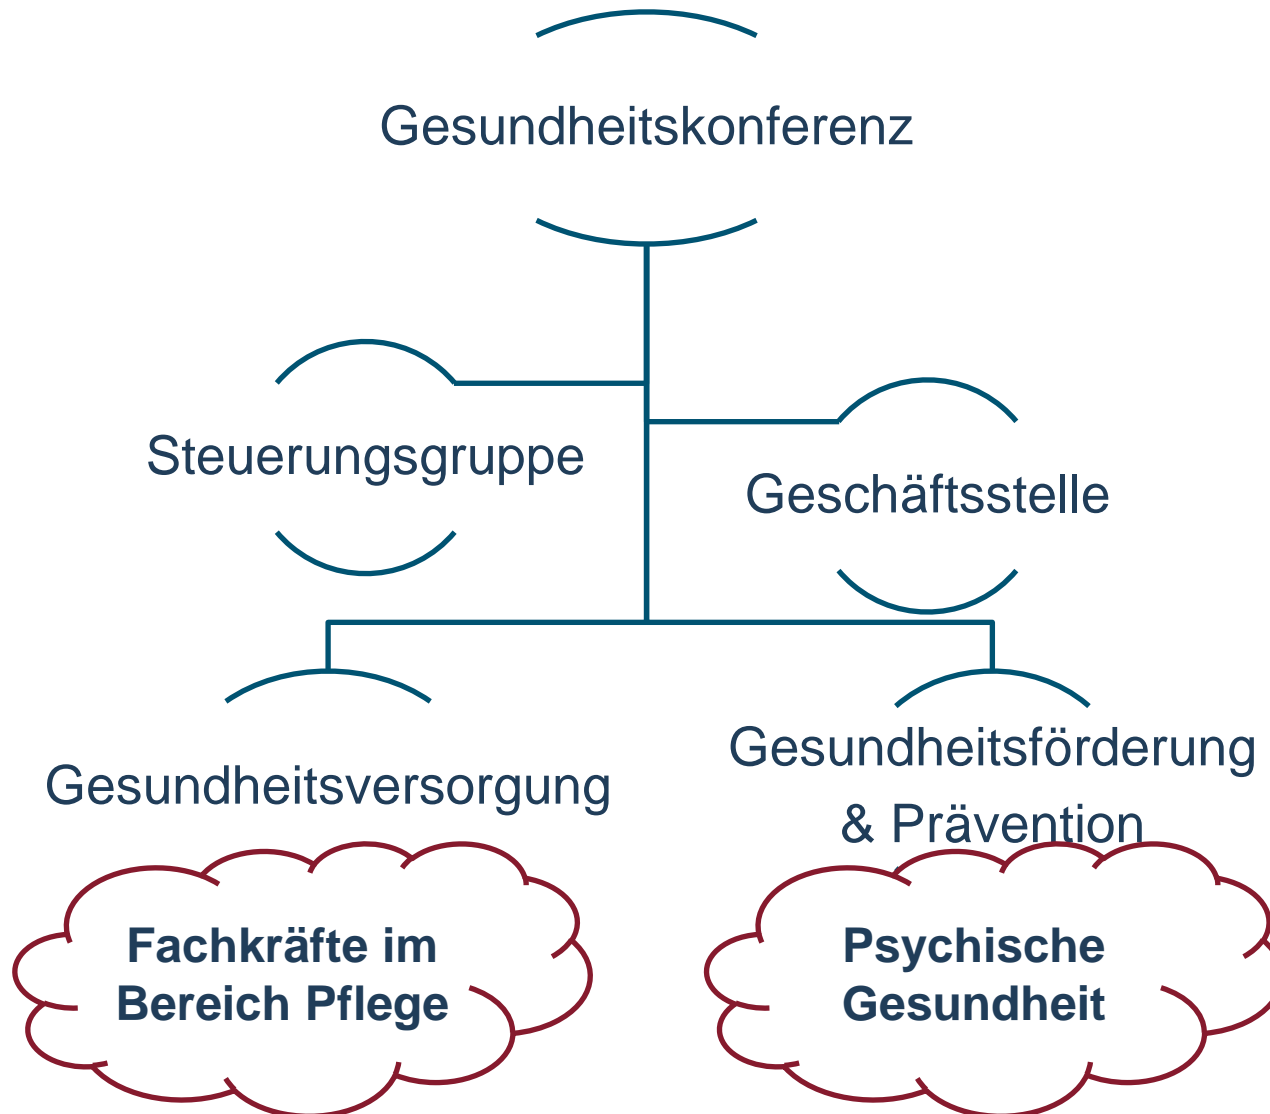 Gesundheitskonferenz
Steuerungsgruppe
Geschäftsstelle
Gesundheitsversorgung
Gesundheitsförderung
& Prävention
Fachkräfte im
Bereich Pflege
Psychische
Gesundheit